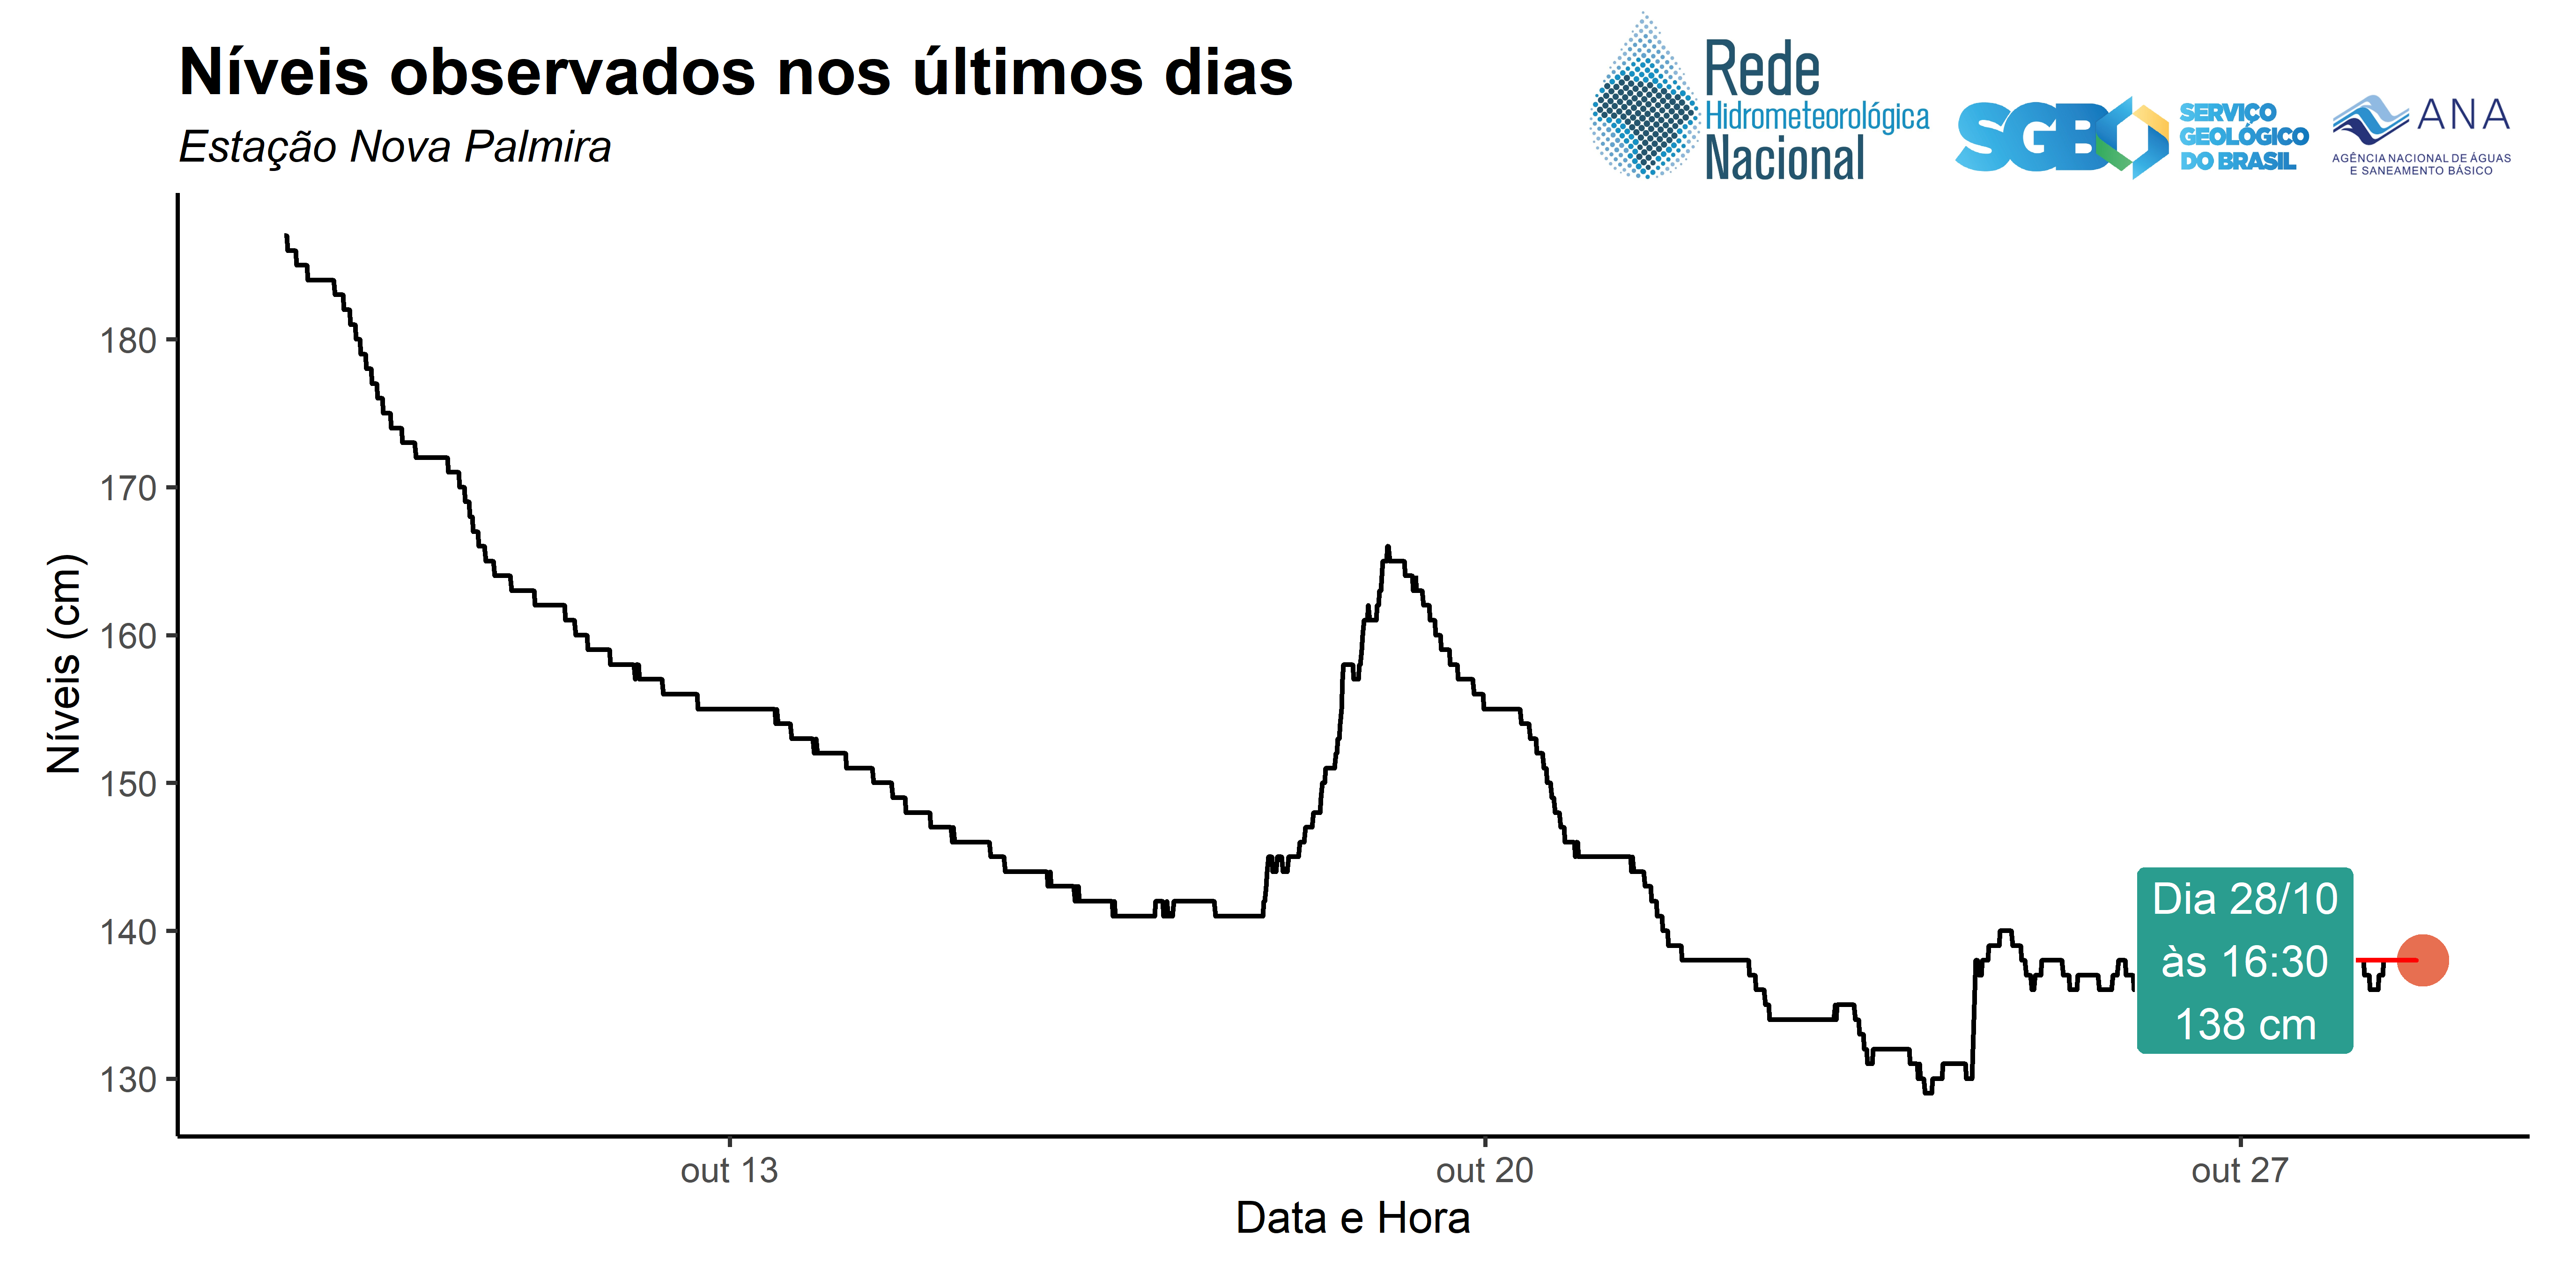 Níveis observados nos últimos dias
Estação Nova Palmira
Rede
Hidrometeorológica
Nacional
SGB
SERVIÇO
GEOLÓGICO
DO BRASIL
ANA
AGÊNCIA NACIONAL DE ÁGUAS
E SANEAMENTO BÁSICO
Níveis (cm)
180
170
160
150
140
130
Dia 28/10
às 16:30
138 cm
out 13
out 20
out 27
Data e Hora